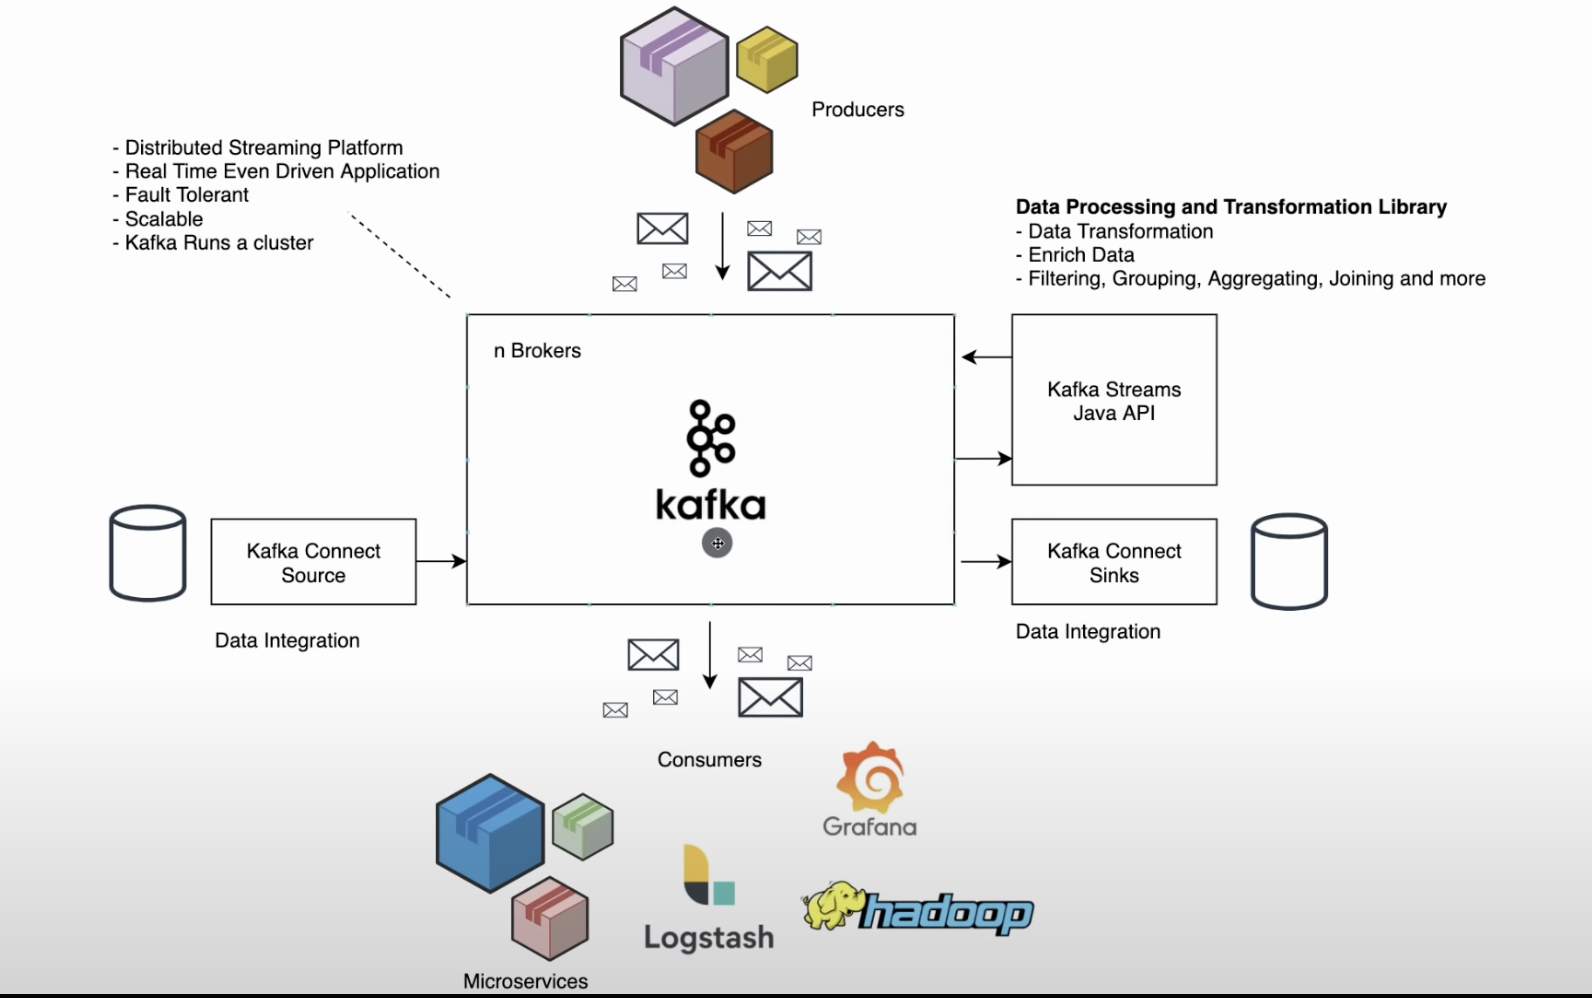 Producers
- Distributed Streaming Platform
- Real Time Even Driven Application
- Fault Tolerant
- Scalable
- Kafka Runs a cluster
Data Processing and Transformation Library
- Data Transformation
- Enrich Data
- Filtering, Grouping, Aggregating, Joining and more
n Brokers
kafka
Kafka Streams
Java API
Kafka Connect
Source
Data Integration
Kafka Connect
Sinks
Data Integration
Consumers
Grafana
Logstash
hadoop
Microservices